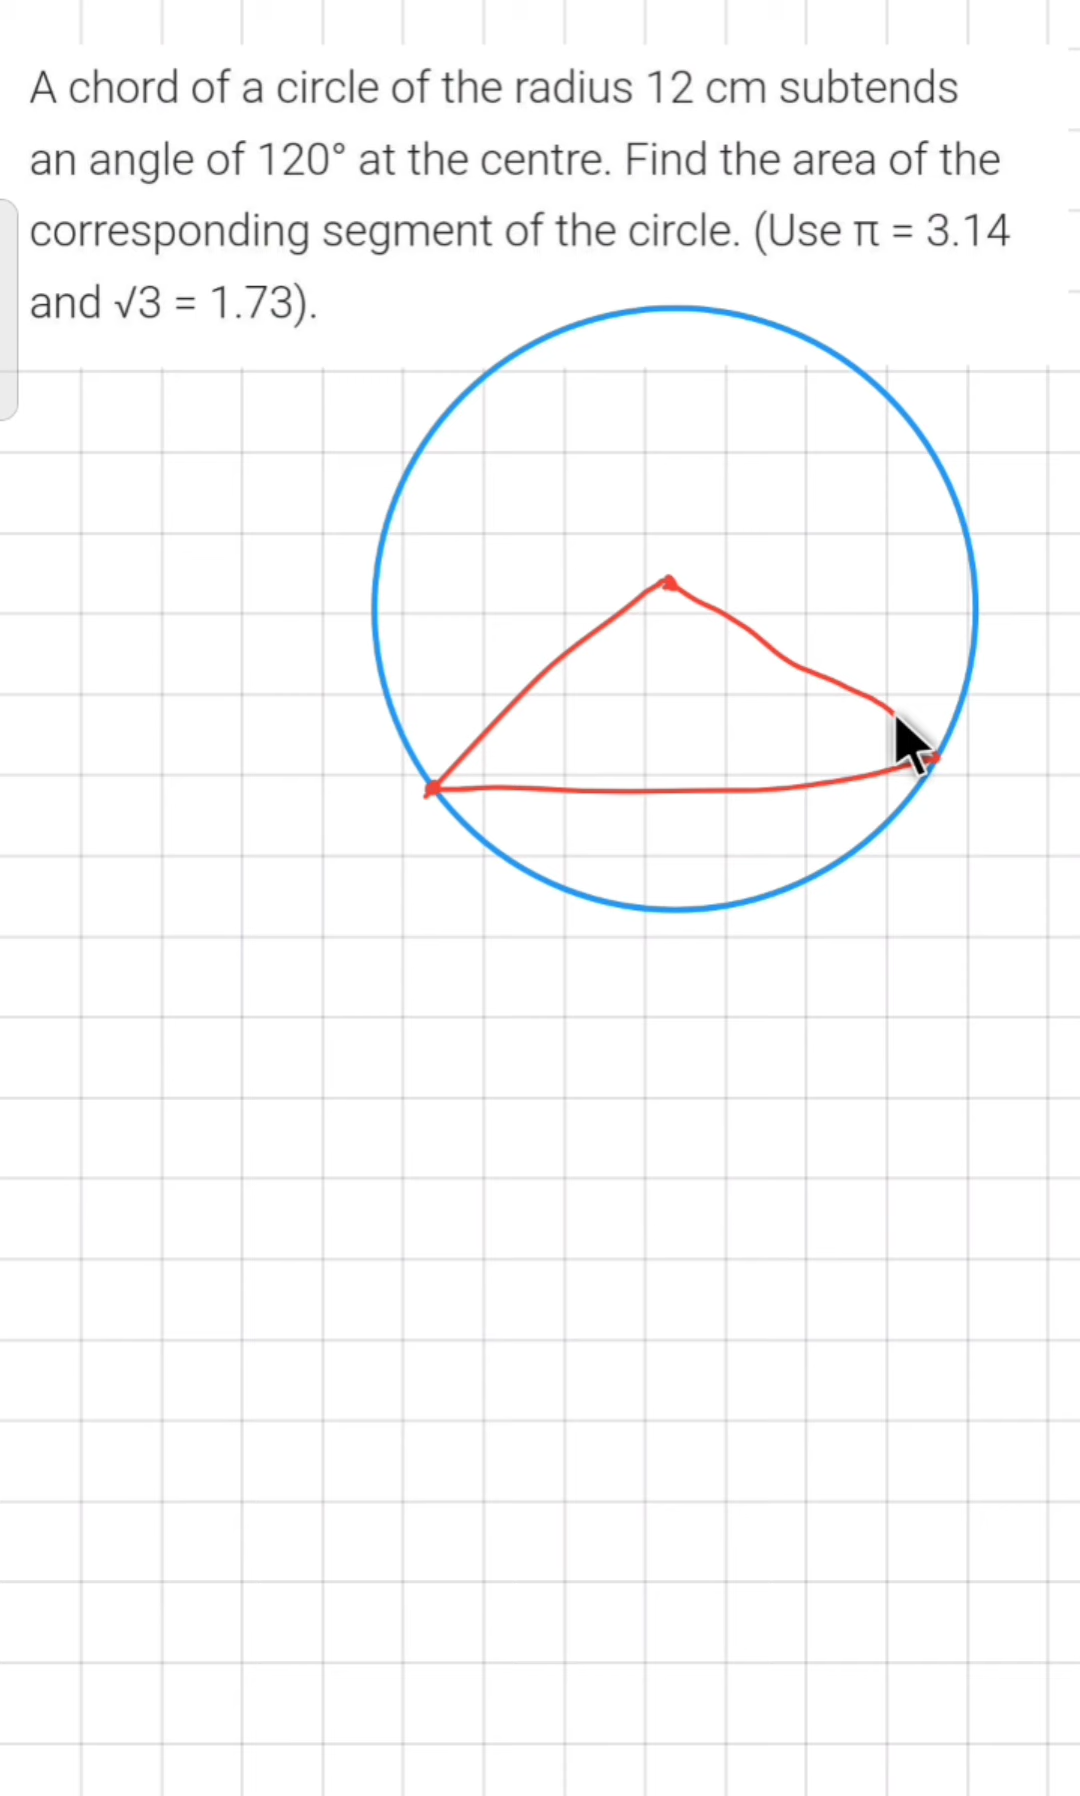 A chord of a circle of the radius 12 cm subtends
an angle of 120° at the centre. Find the area of the
corresponding segment of the circle. (Use π = 3.14
and √3 = 1.73).